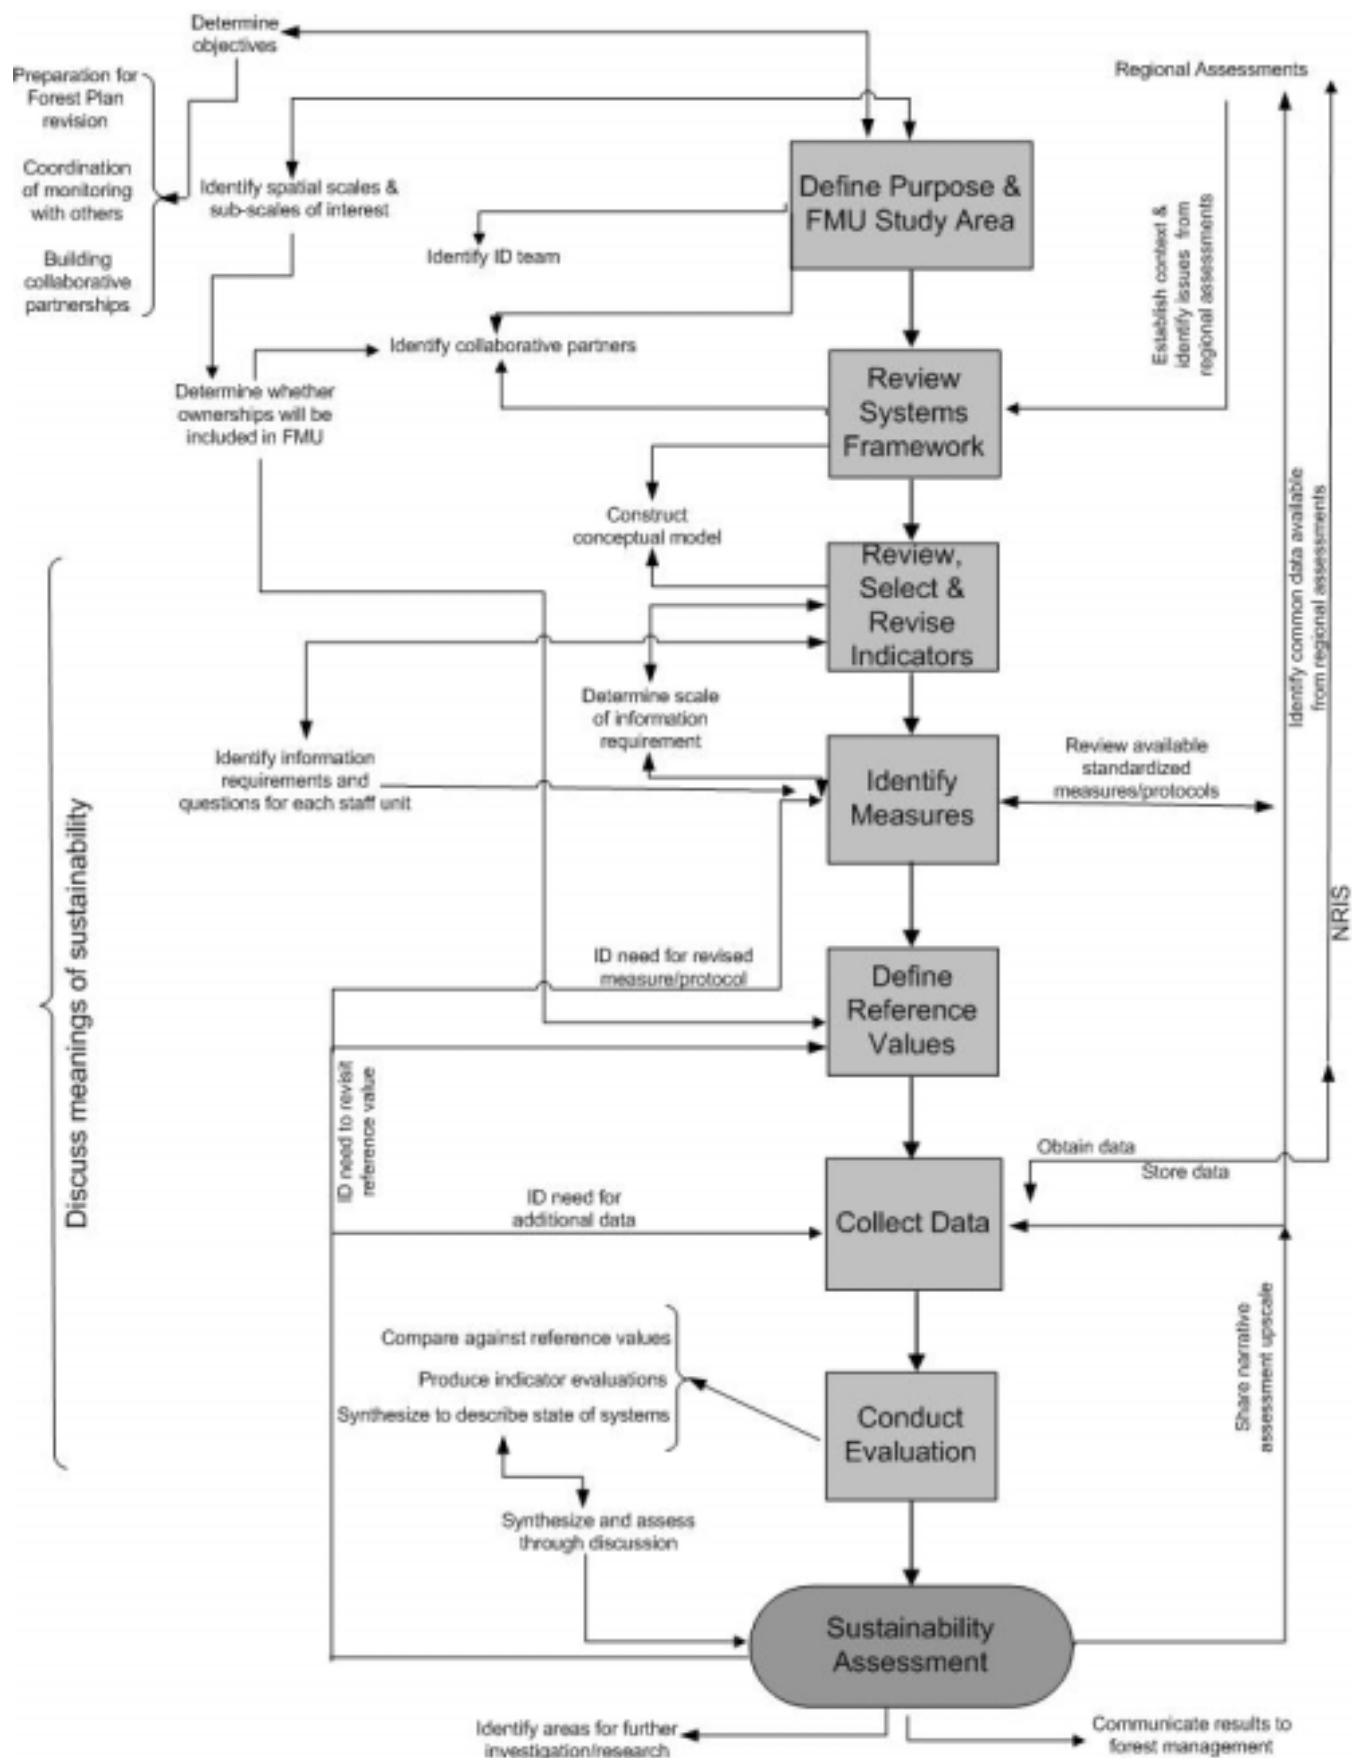 Determine
objectives
Preparation for
Forest Plan
revision
Coordination
of monitoring
with others
Building
collaborative
partnerships
Identify spatial scales &
sub-scales of interest
Regional Assessments
Define Purpose &
FMU Study Area
Identify ID team
Establish context &
identify issues from
regional assessments
Identify collaborative partners
Determine whether
ownerships will be
included in FMU
Review
Systems
Framework
Construct
conceptual model
Identify common data available
from regional assessments
Review,
Select &
Revise
Indicators
Determine scale
of information
requirement
Identify information
requirements and
questions for each staff unit
Identify
Measures
Review available
standardized
measures/protocols
Discuss meanings of sustainability
NRIS
ID need for revised
measure/protocol
Define
Reference
Values
ID need to revisit
reference value
Obtain data
Store data
ID need for
additional data
Collect Data
Share narrative
assessment upscale
Compare against reference values
Produce indicator evaluations
Synthesize to describe state of systems
Conduct
Evaluation
Synthesize and assess
through discussion
Sustainability
Assessment
Identify areas for further
investigation/research
Communicate results to
forest management